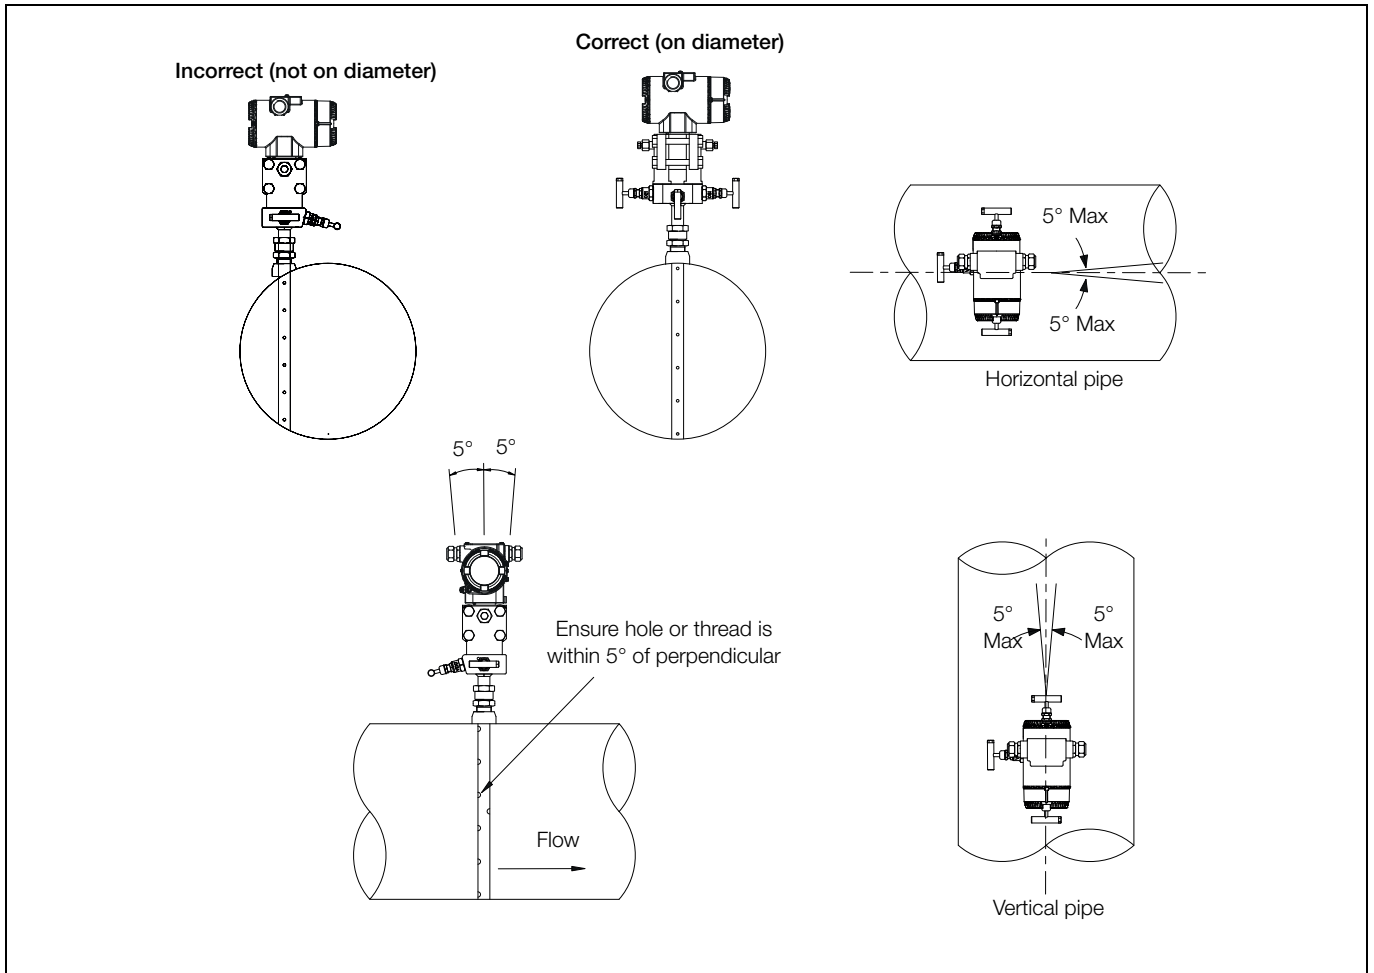 Correct (on diameter)
Incorrect (not on diameter)
5° Max
5° Max
Horizontal pipe
5°
5°
Ensure hole or thread is
within 5° of perpendicular
Flow
5°
Max
5°
Max
Vertical pipe